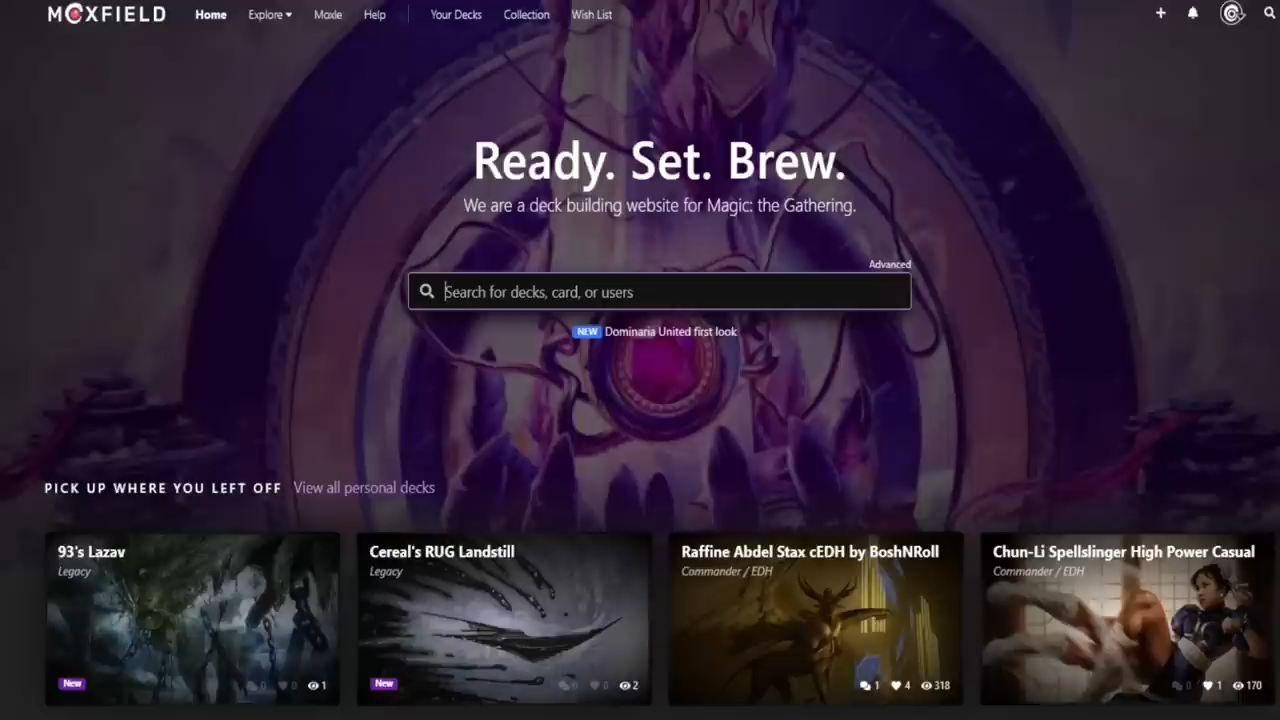 MOXFIELD Home Explore Moxie Help Your Decks Collection Wish List
Ready. Set. Brew.
We are a deck building website for Magic: the Gathering.
Advanced
Search for decks, card, or users
NEW Dominaria United first look
PICK UP WHERE YOU LEFT OFF View all personal decks
93's Lazav
Legacy
New
0 0 1
Cereal's RUG Landstill
Legacy
New
0 0 2
Raffine Abdel Stax cEDH by BoshNRoll
Commander / EDH
1 4 318
Chun-Li Spellslinger High Power Casual
Commander / EDH
0 1 170